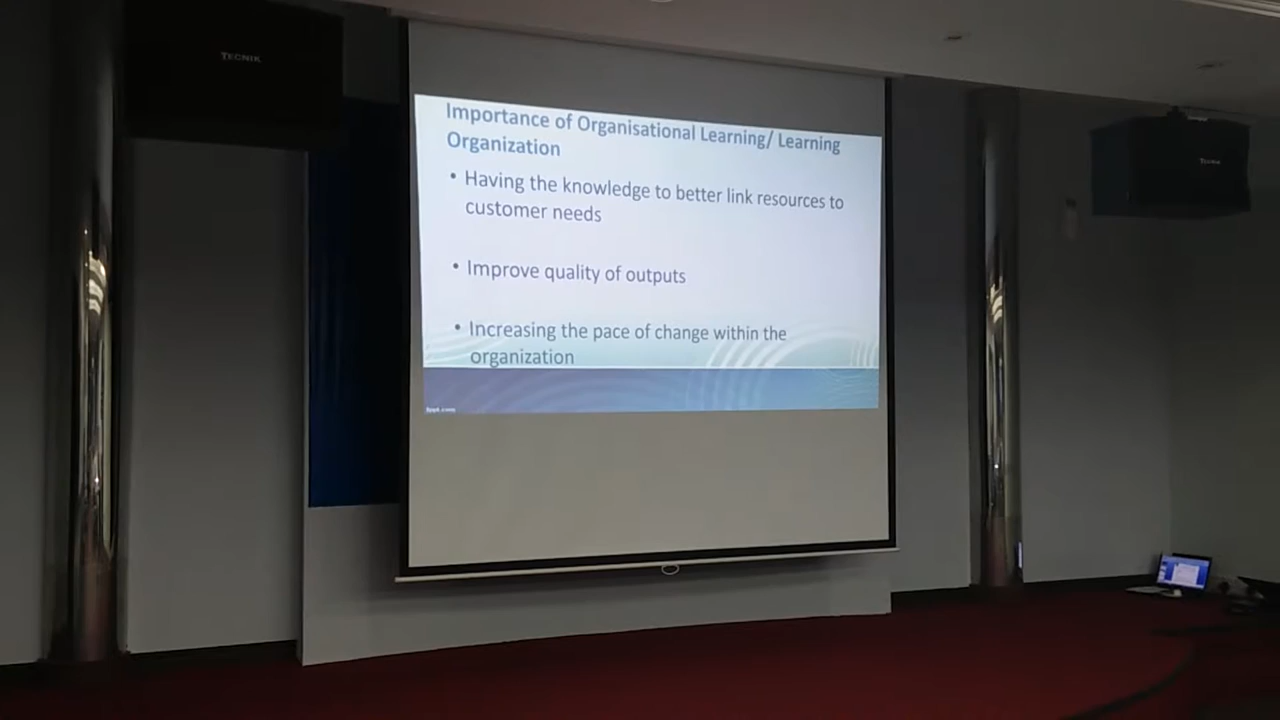 TECNIK
Importance of Organisational Learning/ Learning
Organization
• Having the knowledge to better link resources to
customer needs
• Improve quality of outputs
• Increasing the pace of change within the
organization